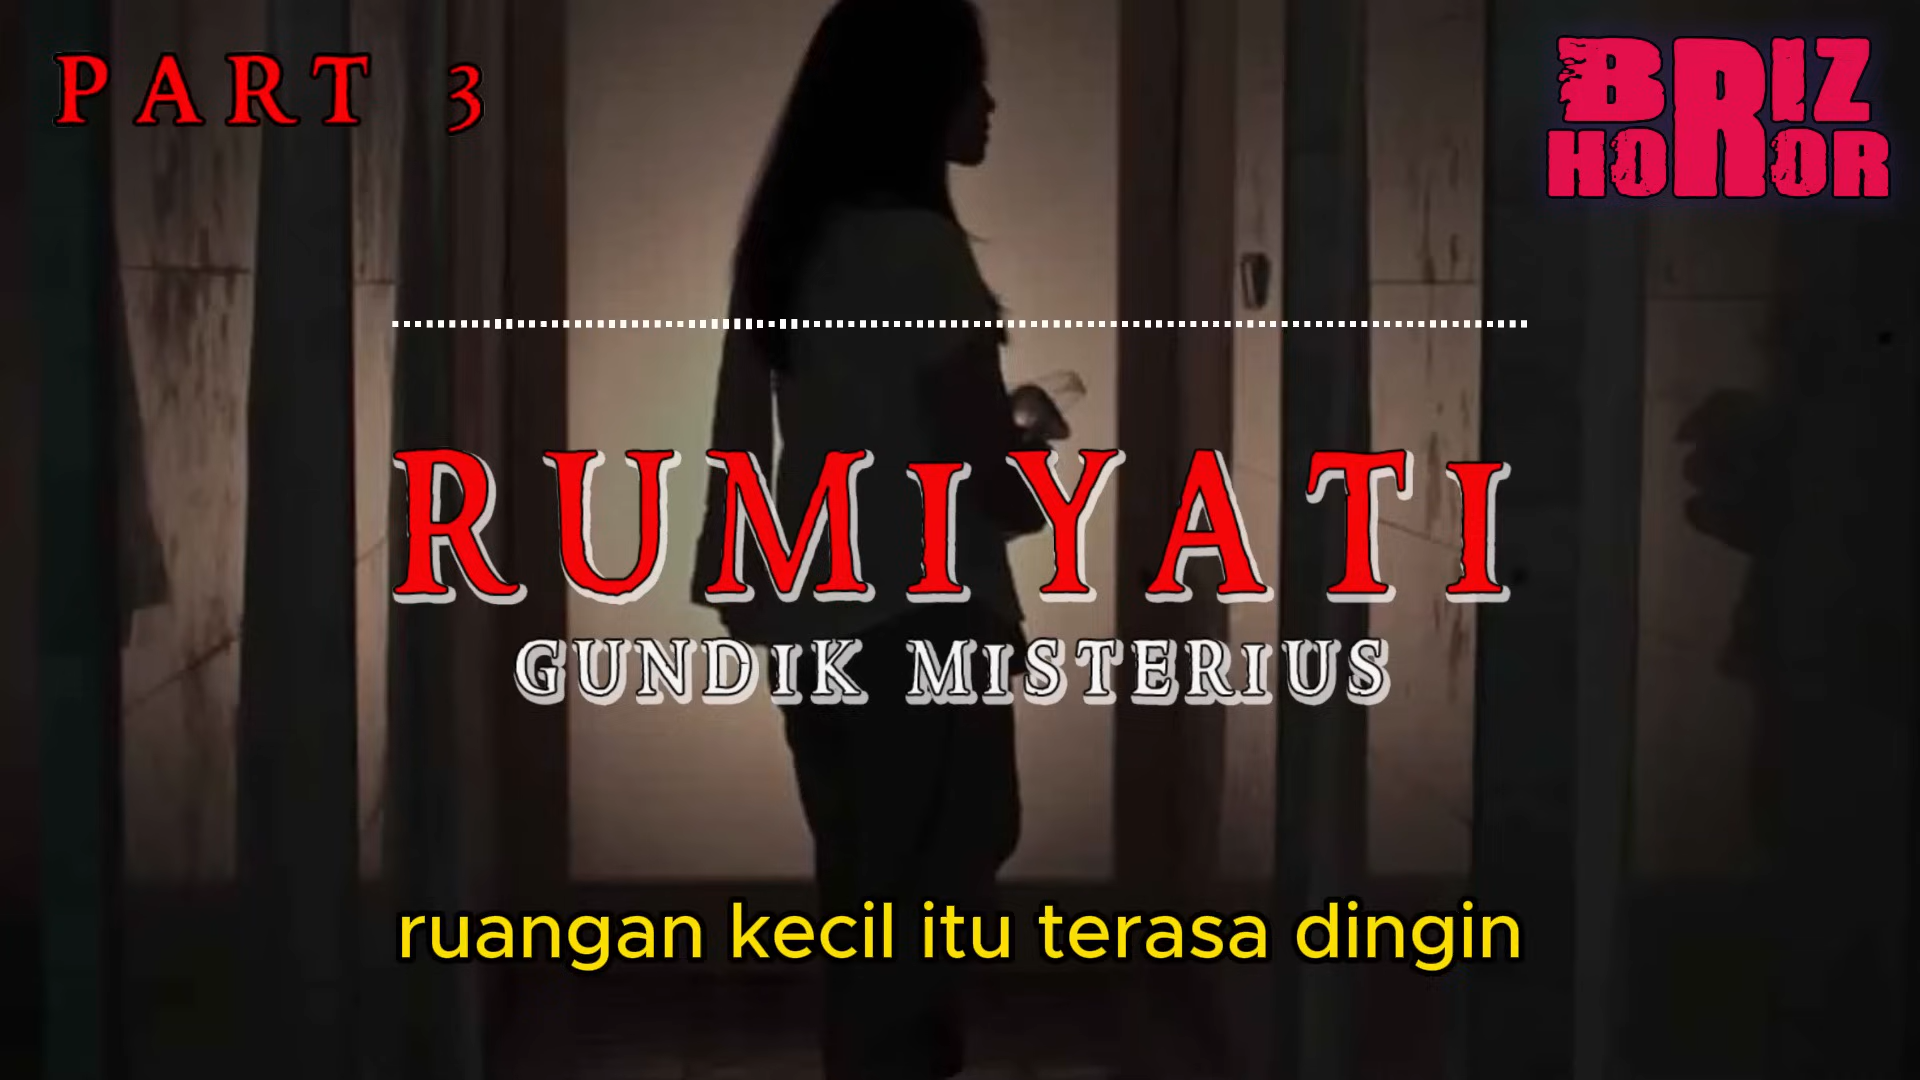 PART 3
BRIZ
HOROR
RUMIYATI
GUNDIK MISTERIUS
ruangan kecil itu terasa dingin